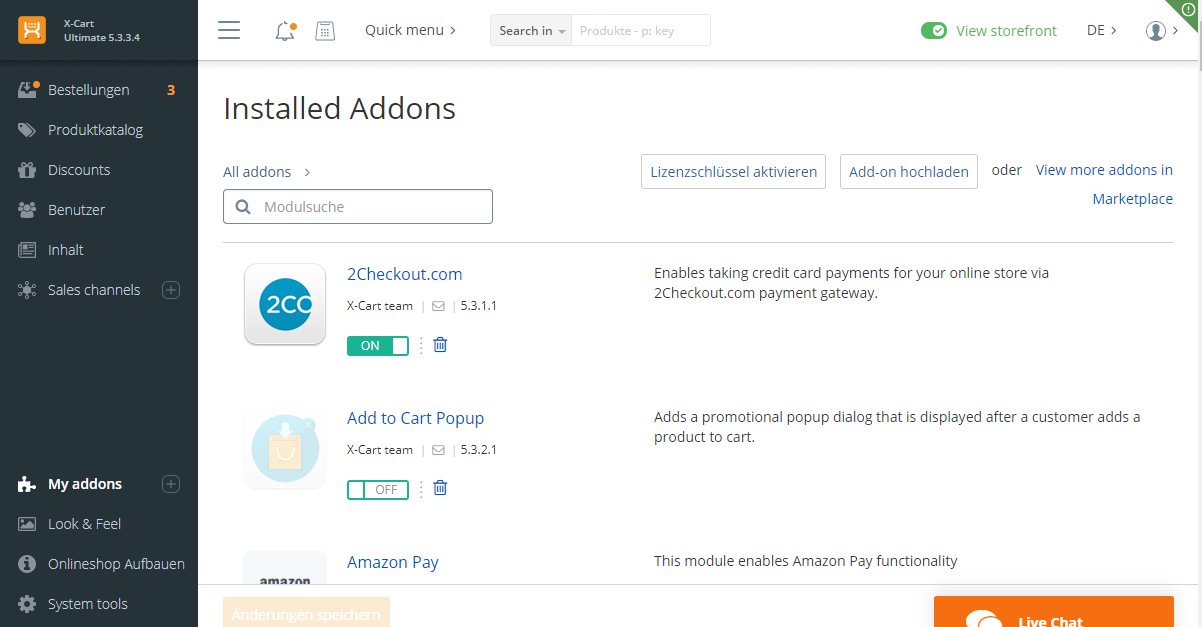 X-Cart
Ultimate 5.3.3.4
Quick menu
Search in
Produkte - p: key
View storefront
DE
Bestellungen 3
Produktkatalog
Discounts
Benutzer
Inhalt
Sales channels
My addons
Look & Feel
Onlineshop Aufbauen
System tools
Installed Addons
All addons
Modulsuche
Lizenzschlüssel aktivieren
Add-on hochladen
oder
View more addons in
Marketplace
2CO
2Checkout.com
X-Cart team | | 5.3.1.1
ON
Enables taking credit card payments for your online store via
2Checkout.com payment gateway.
Add to Cart Popup
X-Cart team | | 5.3.2.1
OFF
Adds a promotional popup dialog that is displayed after a customer adds a
product to cart.
amazon
Amazon Pay
This module enables Amazon Pay functionality
Änderungen speichern
Live Chat